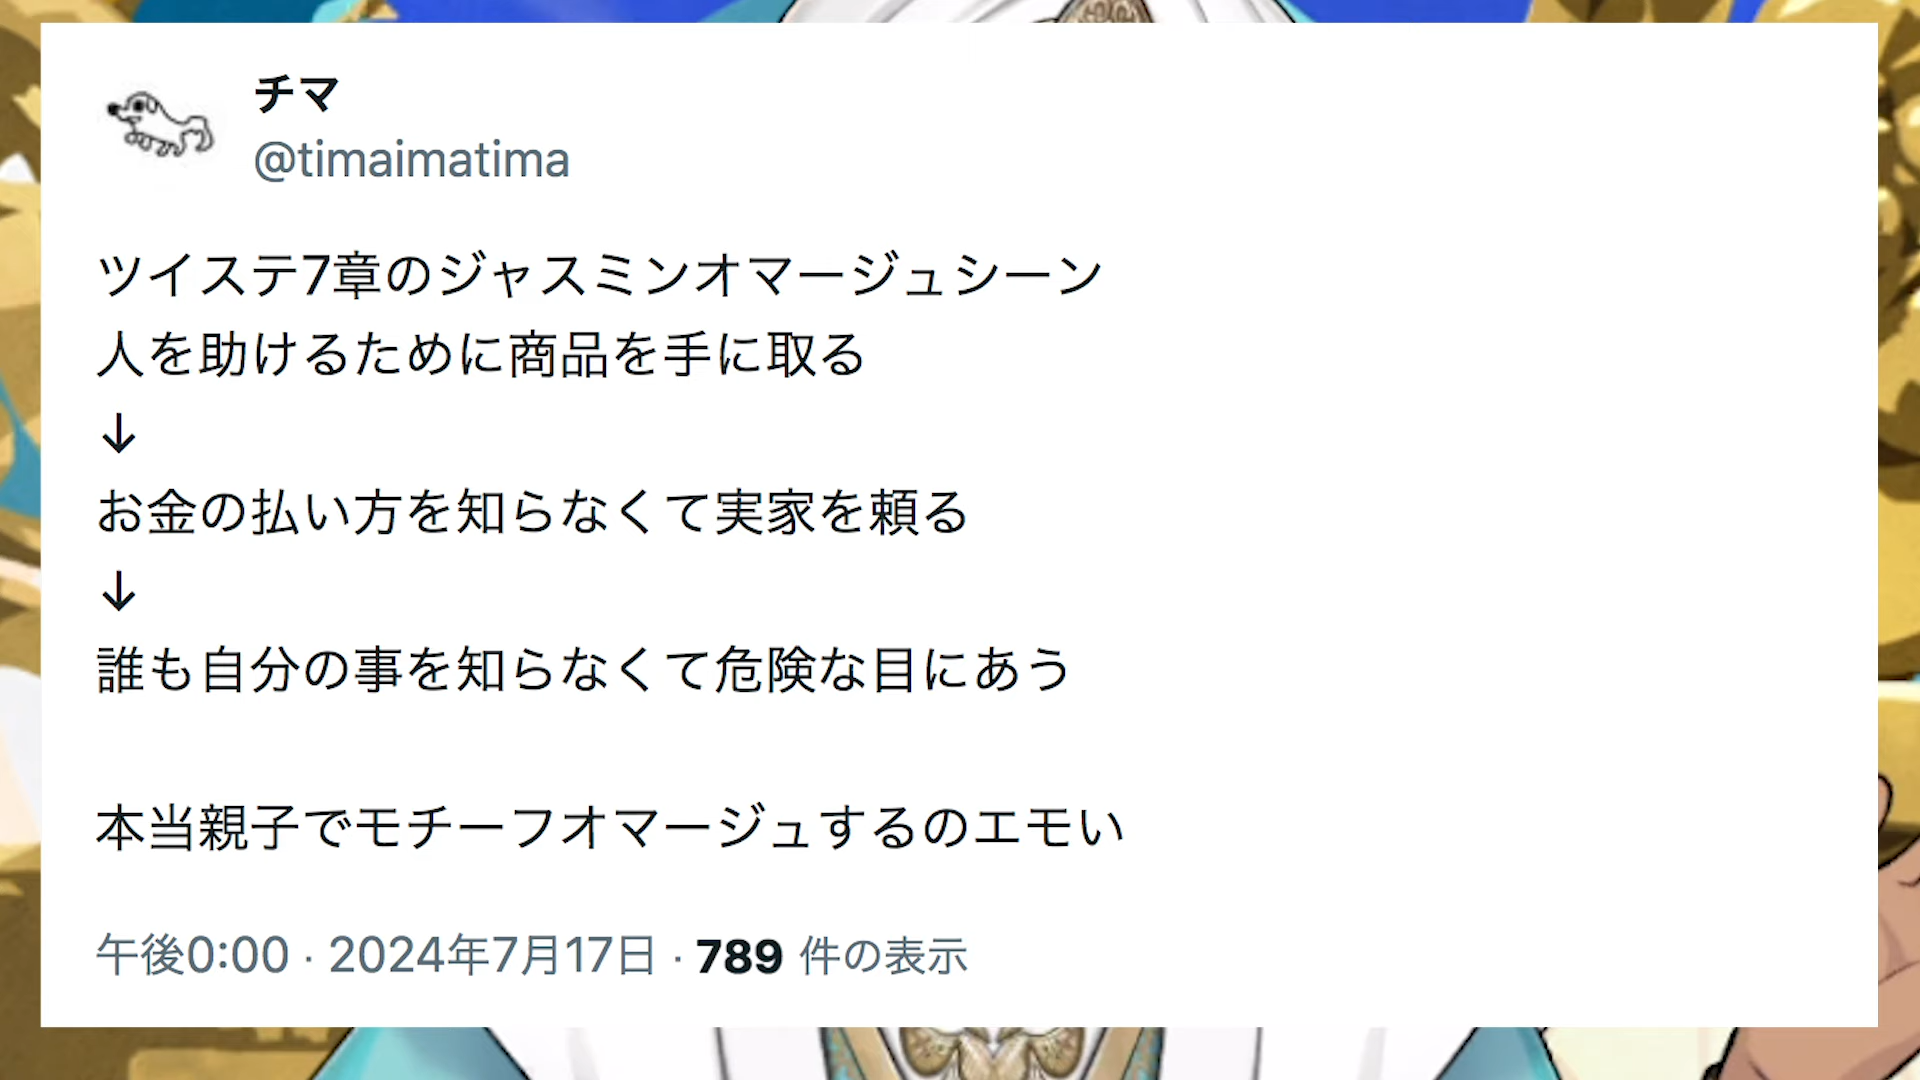 チマ
@timaimatima
ツイステ7章のジャスミンオマージュシーン
人を助けるために商品を手に取る
↓
お金の払い方を知らなくて実家を頼る
↓
誰も自分の事を知らなくて危険な目にあう
本当親子でモチーフオマージュするのエモい
午後0:00 · 2024年7月17日 · 789 件の表示